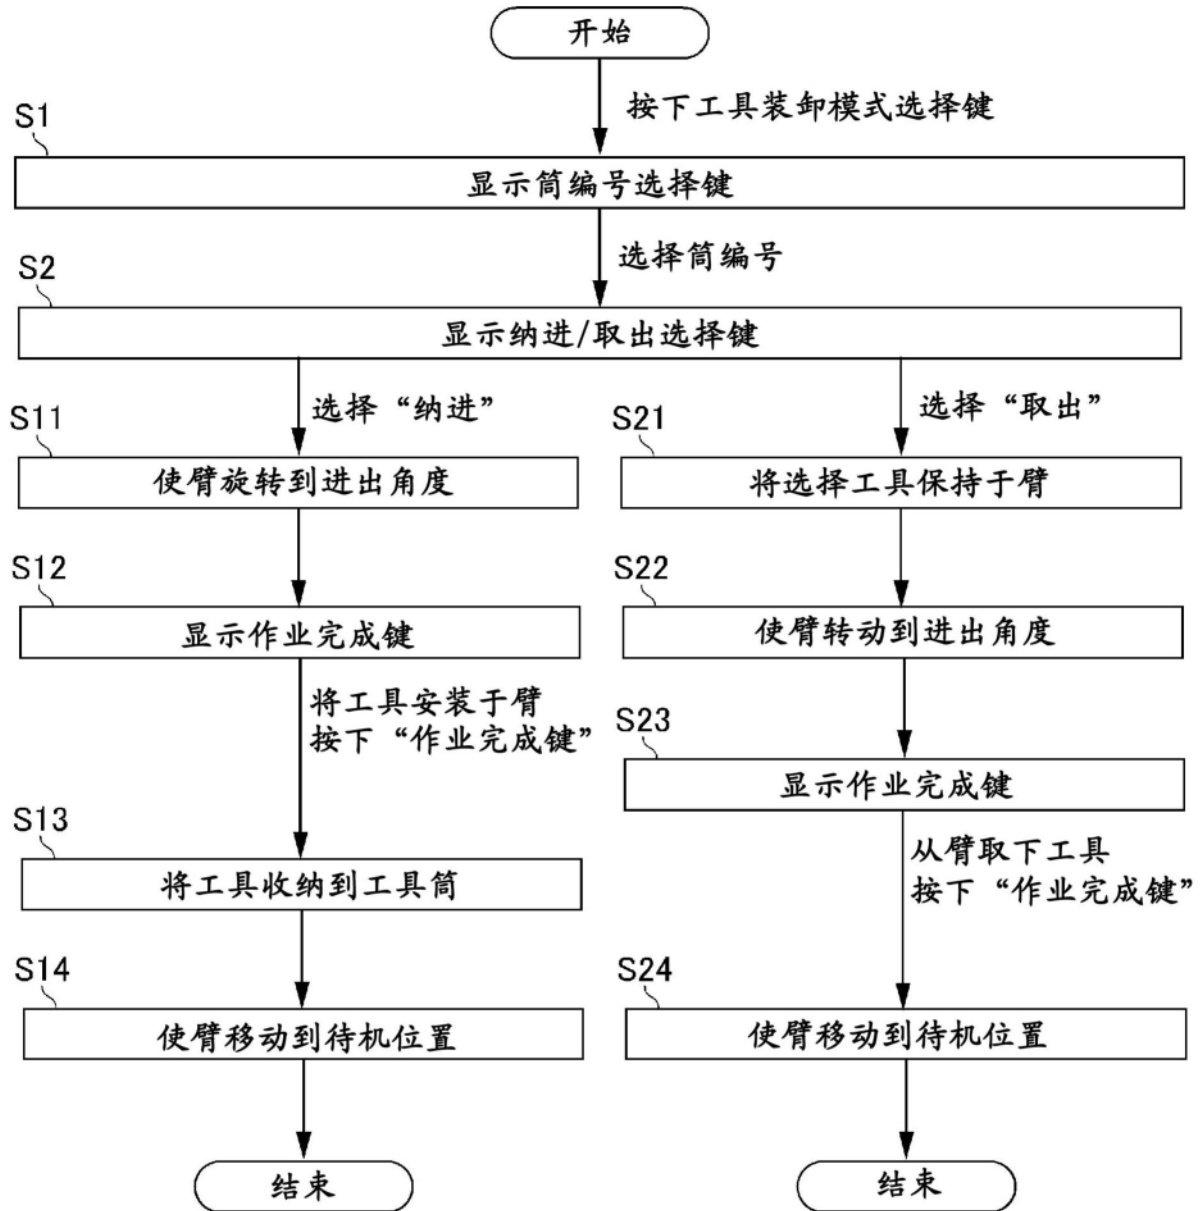 开始
按下工具装卸模式选择键
S1
显示筒编号选择键
选择筒编号
S2
显示纳进/取出选择键
选择“纳进”
S11
使臂旋转到进出角度
S12
显示作业完成键
将工具安装于臂
按下“作业完成键”
S13
将工具收纳到工具筒
S14
使臂移动到待机位置
结束
选择“取出”
S21
将选择工具保持于臂
S22
使臂转动到进出角度
S23
显示作业完成键
从臂取下工具
按下“作业完成键”
S24
使臂移动到待机位置
结束